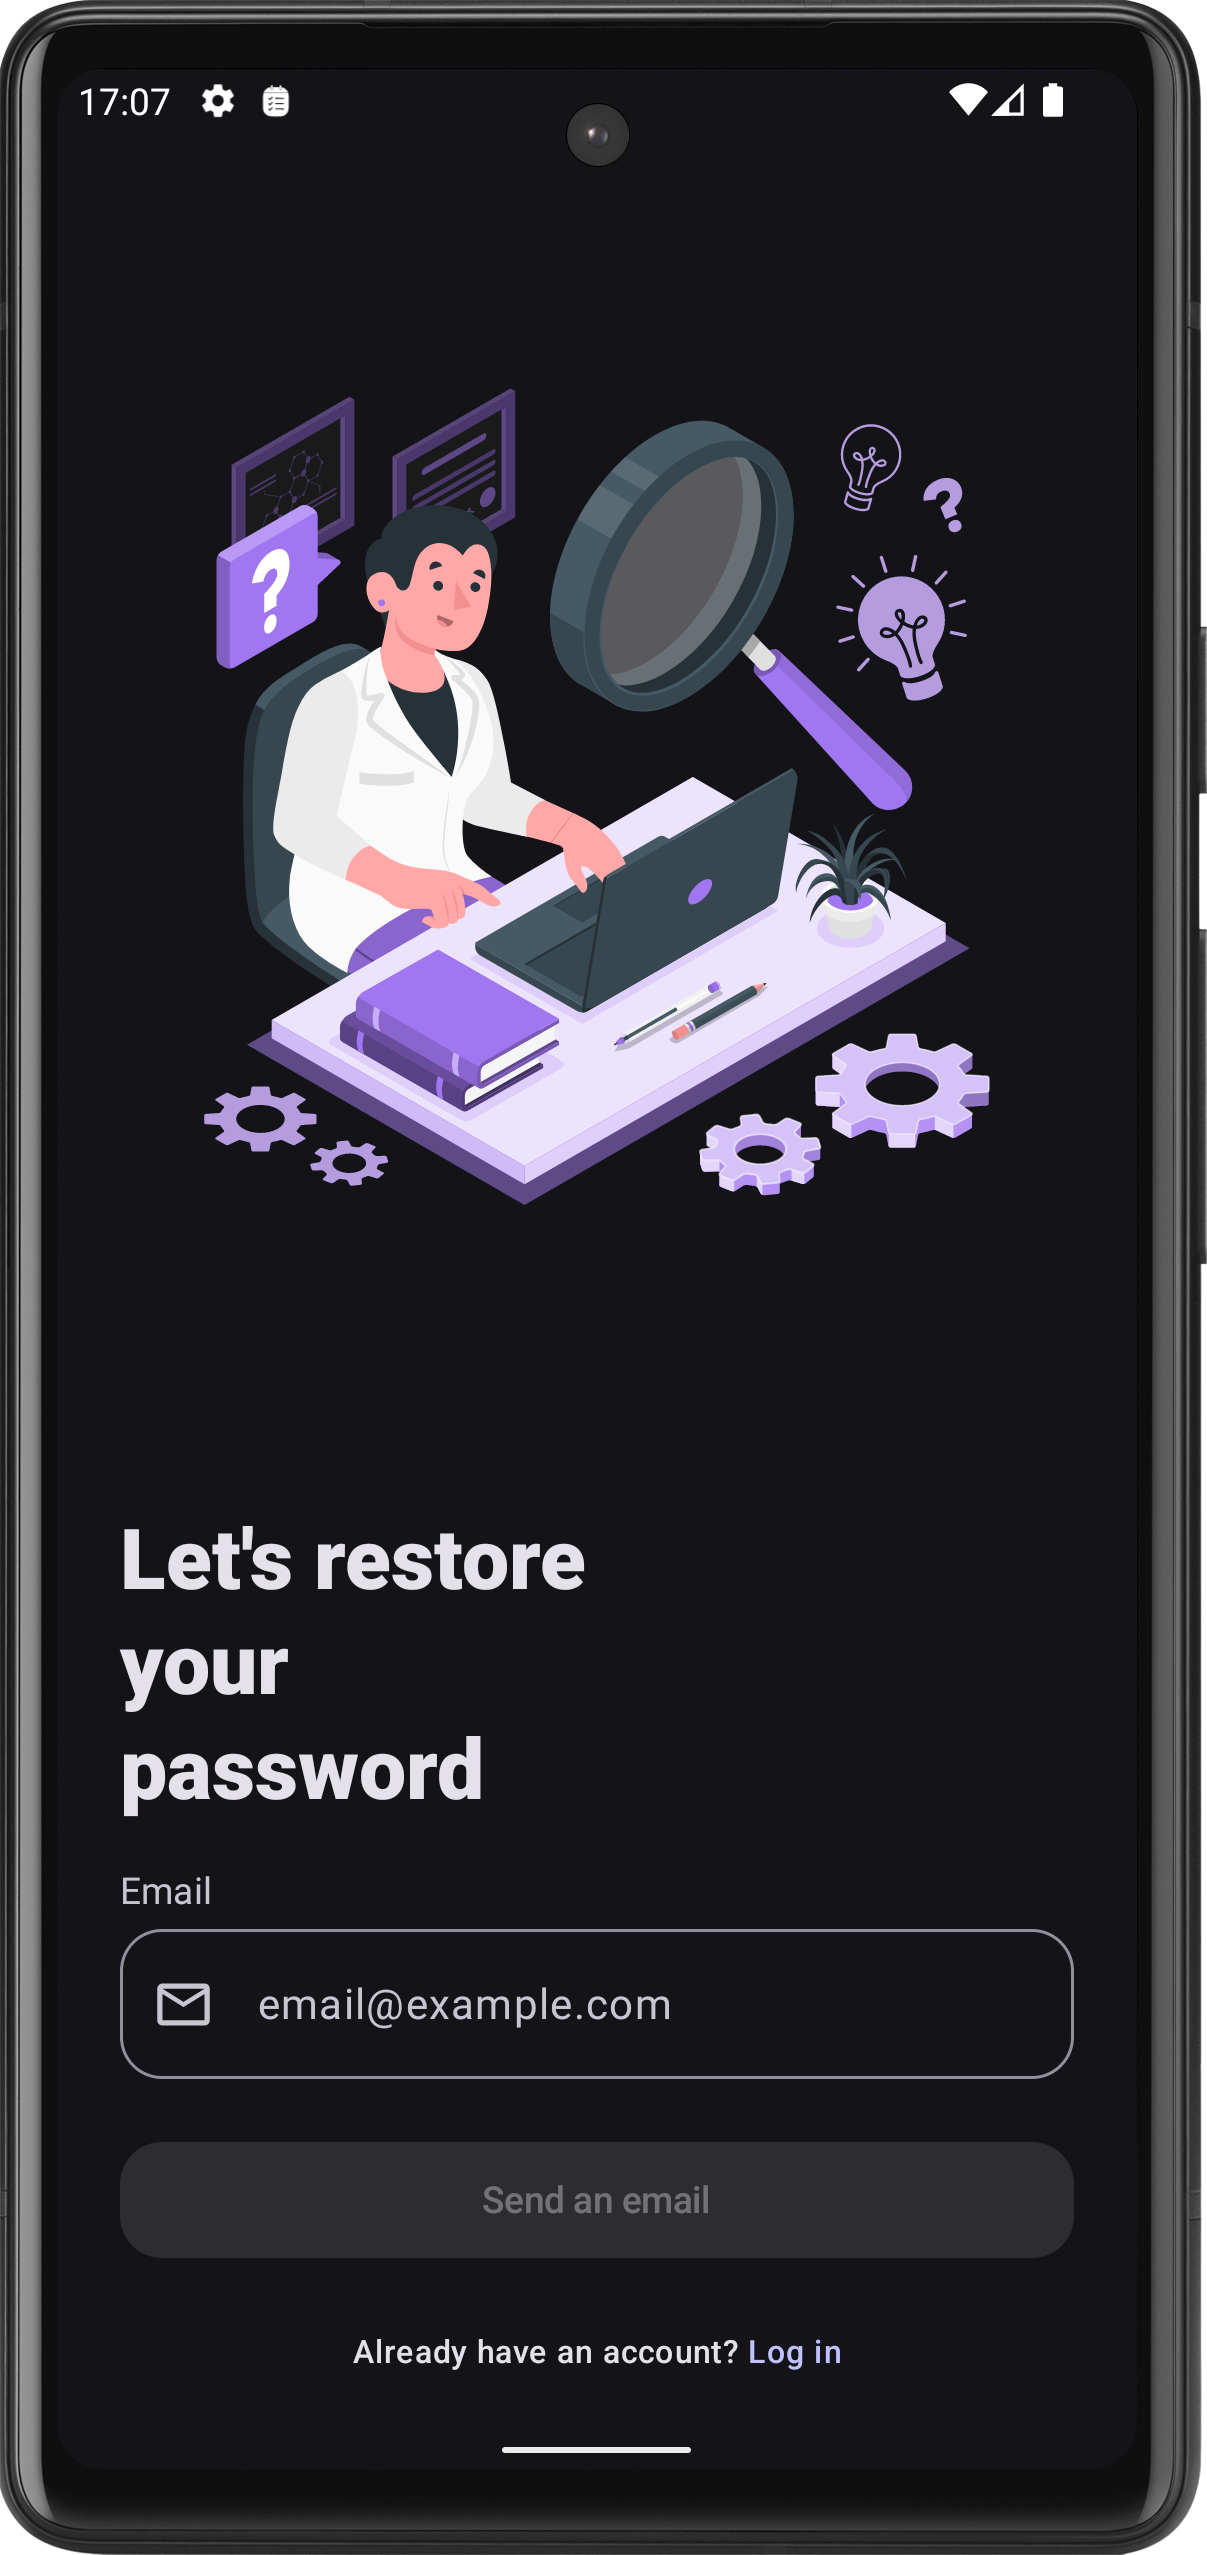 17:07
?
?
Let's restore
your
password
Email
email@example.com
Send an email
Already have an account? Log in